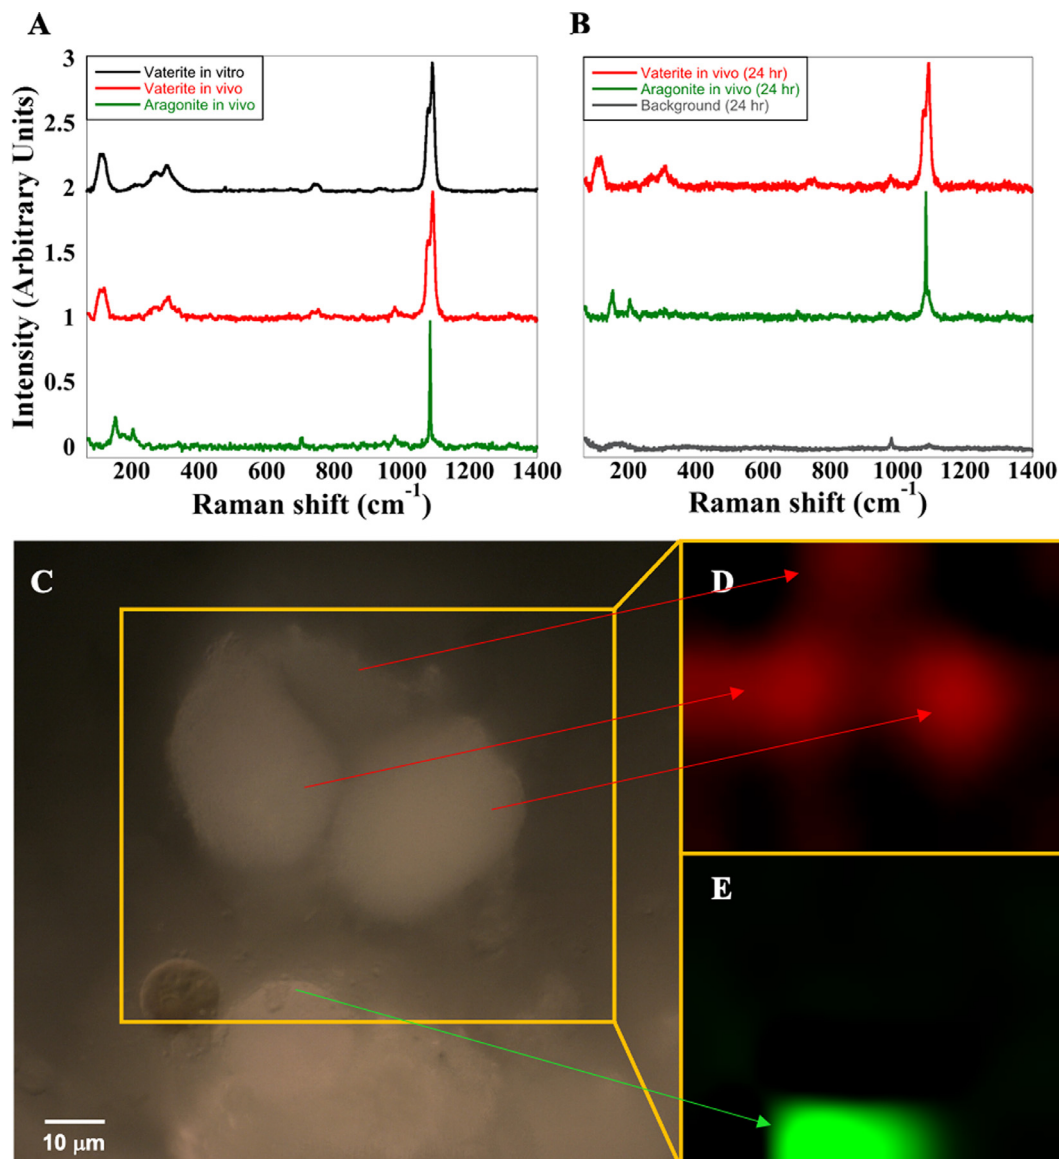 A
B
Vaterite in vitro
Vaterite in vivo
Aragonite in vivo
Vaterite in vivo (24 hr)
Aragonite in vivo (24 hr)
Background (24 hr)
Intensity (Arbitrary Units)
3
2.5
2
1.5
1
0.5
0
200 400 600 800 1000 1200 1400
200 400 600 800 1000 1200 1400
Raman shift (cm⁻¹)
Raman shift (cm⁻¹)
C
D
E
10 μm